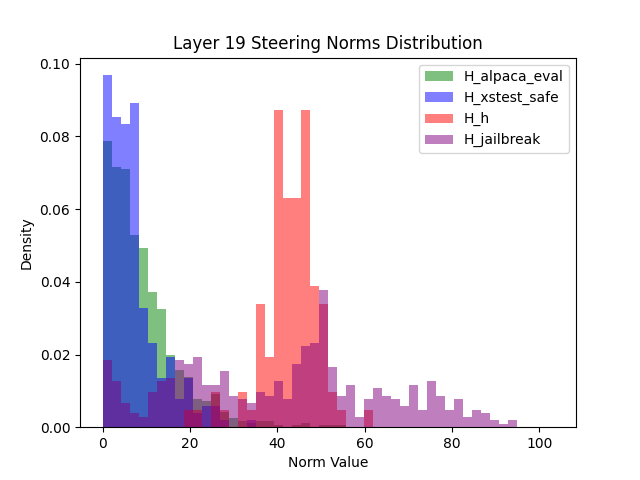 Layer 19 Steering Norms Distribution
H_alpaca_eval
H_xstest_safe
H_h
H_jailbreak
Density
0.10
0.08
0.06
0.04
0.02
0.00
0
20
40
60
80
100
Norm Value